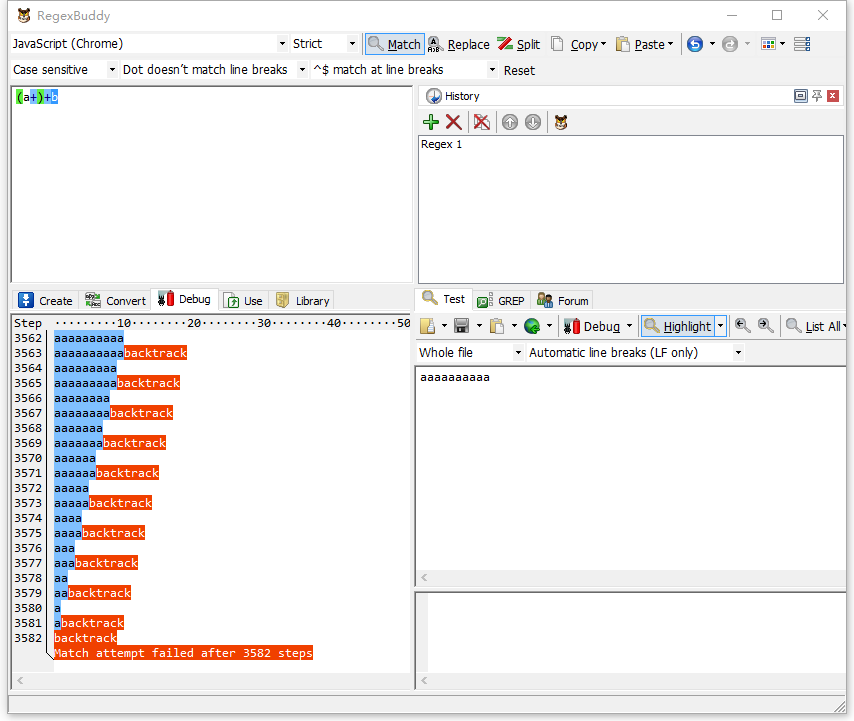 RegexBuddy
JavaScript (Chrome) Strict Match Replace Split Copy Paste
Case sensitive Dot doesn't match line breaks ^$ match at line breaks Reset
(a+)+b
History
Regex 1
Create Convert Debug Use Library
Test GREP Forum
Debug Highlight List All
Whole file Automatic line breaks (LF only)
aaaaaaaaaa
Step ·········10········20········30········40········50
3562 aaaaaaaaaa
3563 aaaaaaaaaabacktrack
3564 aaaaaaaaa
3565 aaaaaaaaabacktrack
3566 aaaaaaaa
3567 aaaaaaaabacktrack
3568 aaaaaaa
3569 aaaaaaabacktrack
3570 aaaaaa
3571 aaaaaabacktrack
3572 aaaaa
3573 aaaaabacktrack
3574 aaaa
3575 aaaabacktrack
3576 aaa
3577 aaabacktrack
3578 aa
3579 aabacktrack
3580 a
3581 abacktrack
3582 backtrack
Match attempt failed after 3582 steps